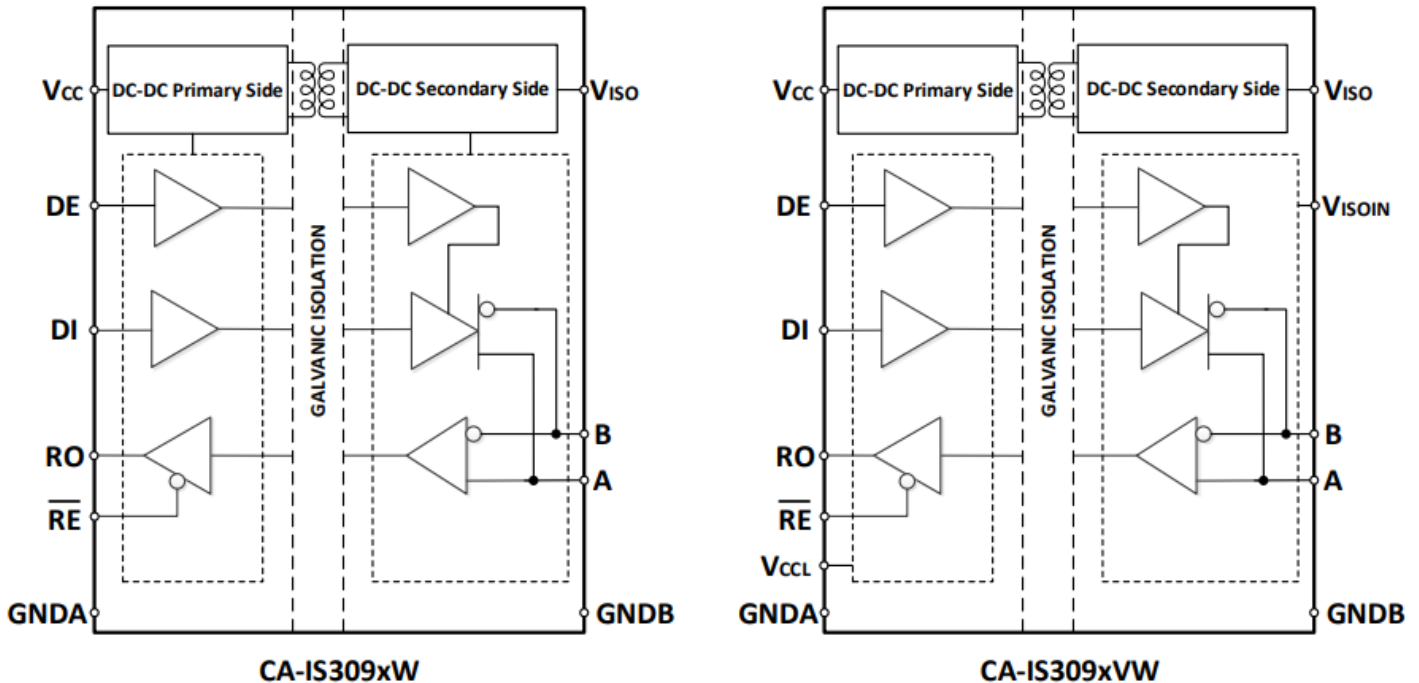 VCC
DC-DC Primary Side
DC-DC Secondary Side
VISO
DE
DI
GALVANIC ISOLATION
RO
RE
B
A
GNDA
GNDB
CA-IS309xW
VCC
DC-DC Primary Side
DC-DC Secondary Side
VISO
DE
VISOIN
DI
GALVANIC ISOLATION
RO
RE
B
A
VCCL
GNDA
GNDB
CA-IS309xVW